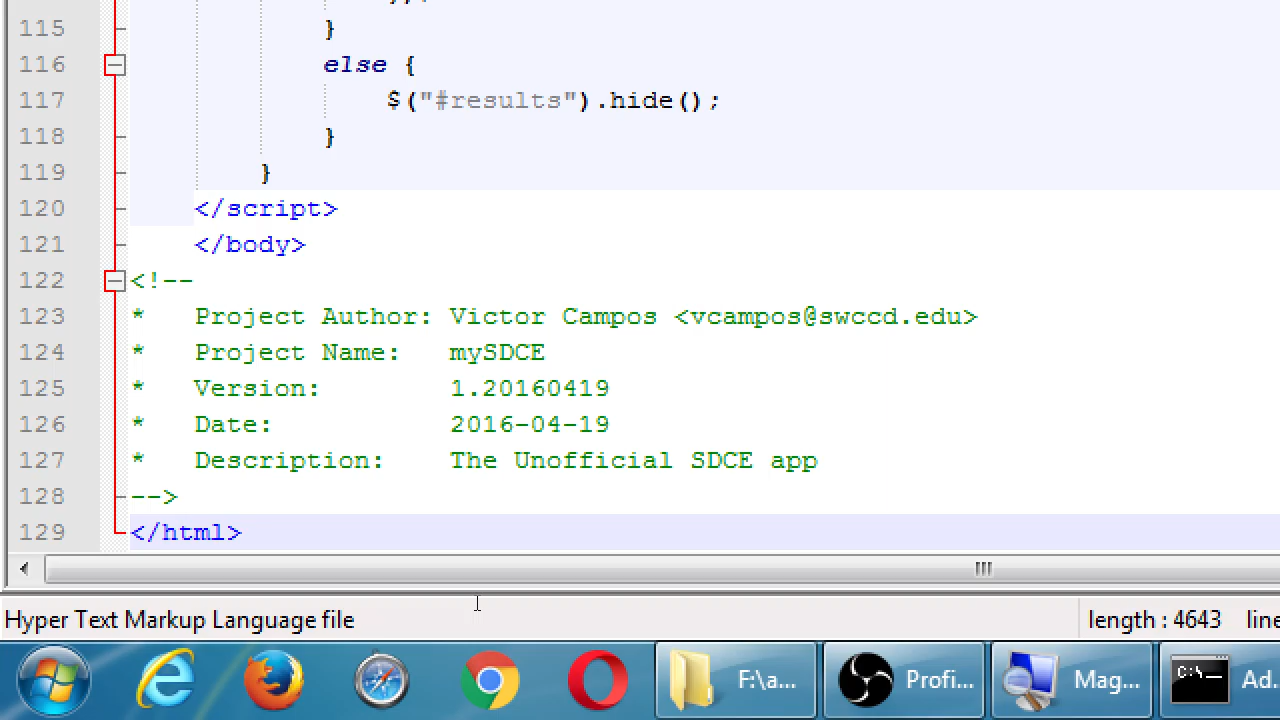 115 }
116 else {
117 $("#results").hide();
118 }
119 }
120 </script>
121 </body>
122 <!--
123 * Project Author: Victor Campos <vcampos@swccd.edu>
124 * Project Name: mySDCE
125 * Version: 1.20160419
126 * Date: 2016-04-19
127 * Description: The Unofficial SDCE app
128 -->
129 </html>
Hyper Text Markup Language file length : 4643 line
F:\a... Profi... Mag... C:\ Ad.